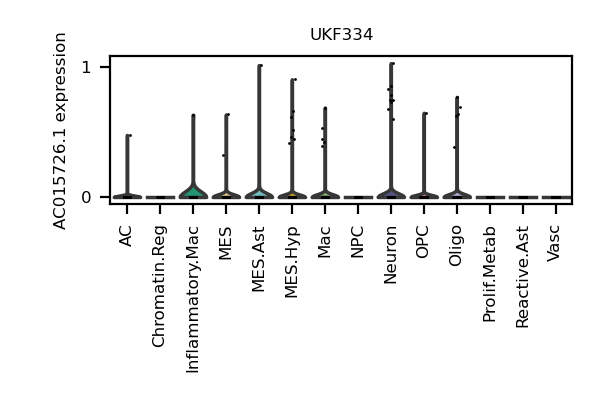 UKF334
AC015726.1 expression
1
0
AC
Chromatin.Reg
Inflammatory.Mac
MES
MES.Ast
MES.Hyp
Mac
NPC
Neuron
OPC
Oligo
Prolif.Metab
Reactive.Ast
Vasc